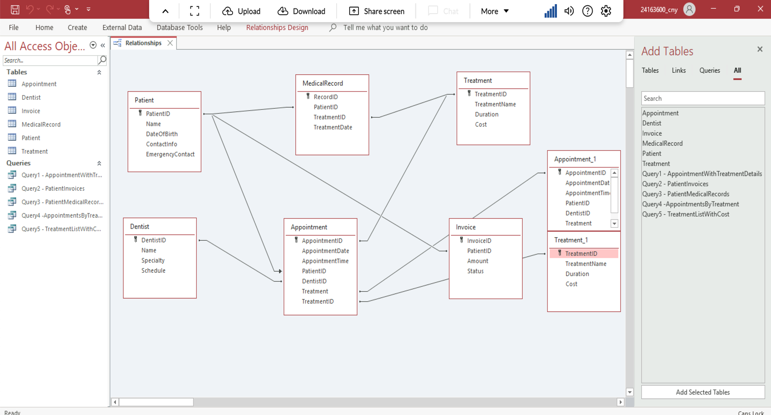 Upload
Download
Share screen
Chat
More
24163600_cny
File
Home
Create
External Data
Database Tools
Help
Relationships Design
Tell me what you want to do
All Access Obje...
Search...
Tables
Appointment
Dentist
Invoice
MedicalRecord
Patient
Treatment
Queries
Query1 - AppointmentWithTr...
Query2 - PatientInvoices
Query3 - PatientMedicalRecor...
Query4 -AppointmentsByTrea...
Query5 - TreatmentListWithC...
Relationships
Patient
PatientID
Name
DateOfBirth
ContactInfo
EmergencyContact
MedicalRecord
RecordID
PatientID
TreatmentID
TreatmentDate
Treatment
TreatmentID
TreatmentName
Duration
Cost
Appointment_1
AppointmentID
AppointmentDat
AppointmentTim
PatientID
DentistID
Treatment
Dentist
DentistID
Name
Specialty
Schedule
Appointment
AppointmentID
AppointmentDate
AppointmentTime
PatientID
DentistID
Treatment
TreatmentID
Invoice
InvoiceID
PatientID
Amount
Status
Treatment_1
TreatmentID
TreatmentName
Duration
Cost
Add Tables
Tables
Links
Queries
All
Search
Appointment
Dentist
Invoice
MedicalRecord
Patient
Treatment
Query1 - AppointmentWithTreatmentDetails
Query2 - PatientInvoices
Query3 - PatientMedicalRecords
Query4 -AppointmentsByTreatment
Query5 - TreatmentListWithCost
Add Selected Tables
Ready
Caps Lock